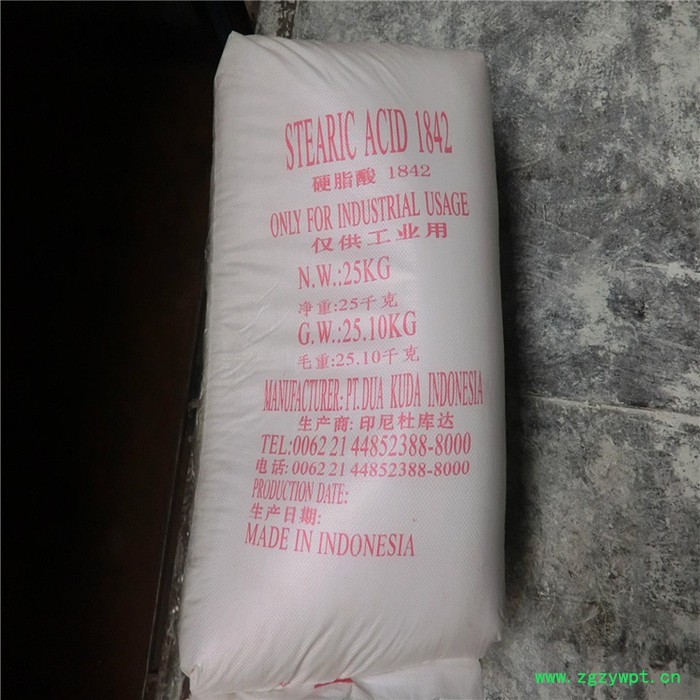 STEARIC ACID 1842
硬脂酸 1842
ONLY FOR INDUSTRIAL USAGE
仅供工业用
N.W.:25KG
净重:25千克
G.W.:25.10KG
毛重:25.10千克
MANUFACTURER: PT.DUA KUDA INDONESIA
生产商: 印尼杜库达
TEL:0062 21 44852388-8000
电话: 0062 21 44852388-8000
PRODUCTION DATE:
生产日期:
MADE IN INDONESIA
www.zgzywpt.cn